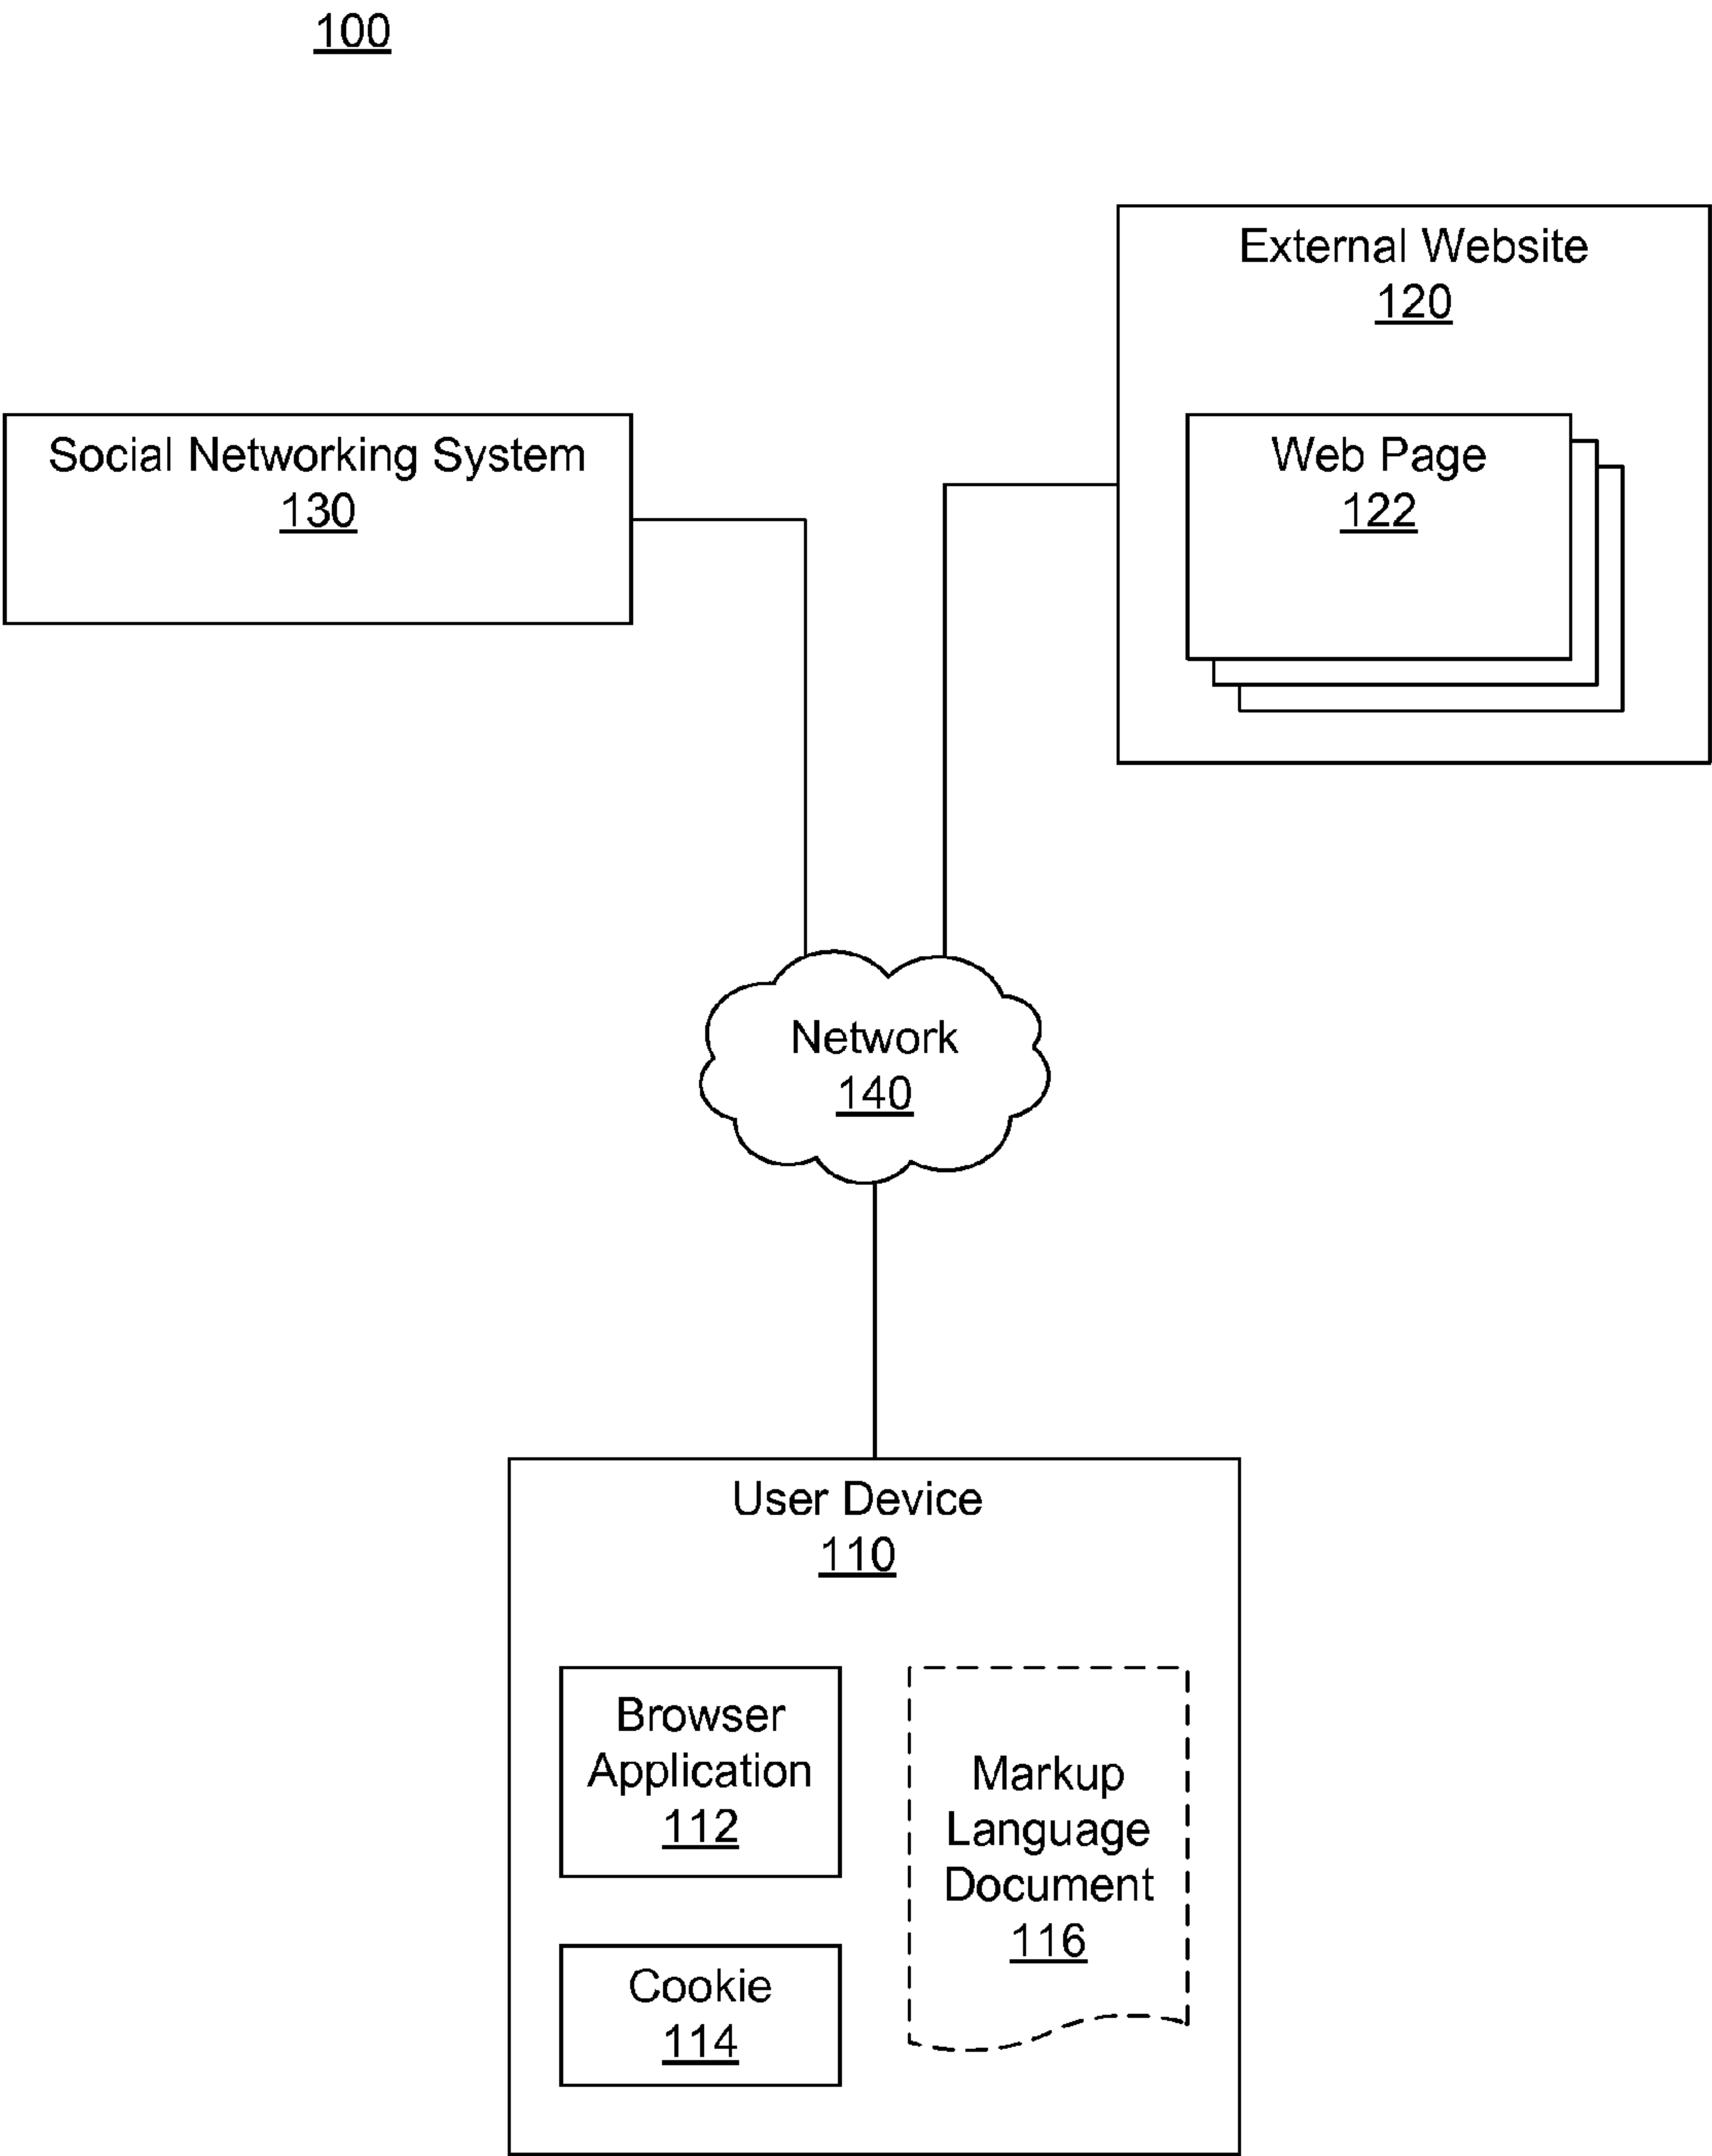 100
External Website
120
Social Networking System
130
Web Page
122
Network
140
User Device
110
Browser
Application
112
Markup
Language
Document
116
Cookie
114